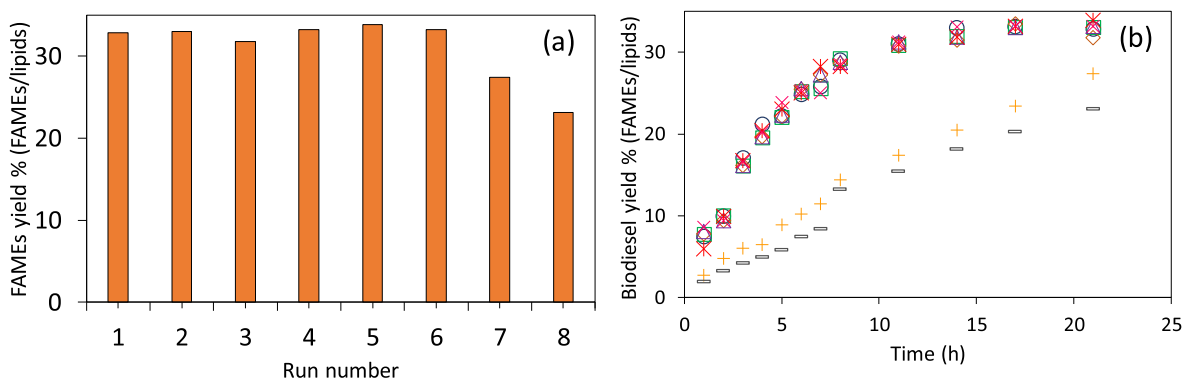 FAMEs yield % (FAMEs/lipids)
30
20
10
0
(a)
1 2 3 4 5 6 7 8
Run number
Biodiesel yield % (FAMEs/lipids)
30
20
10
0
(b)
0 5 10 15 20 25
Time (h)